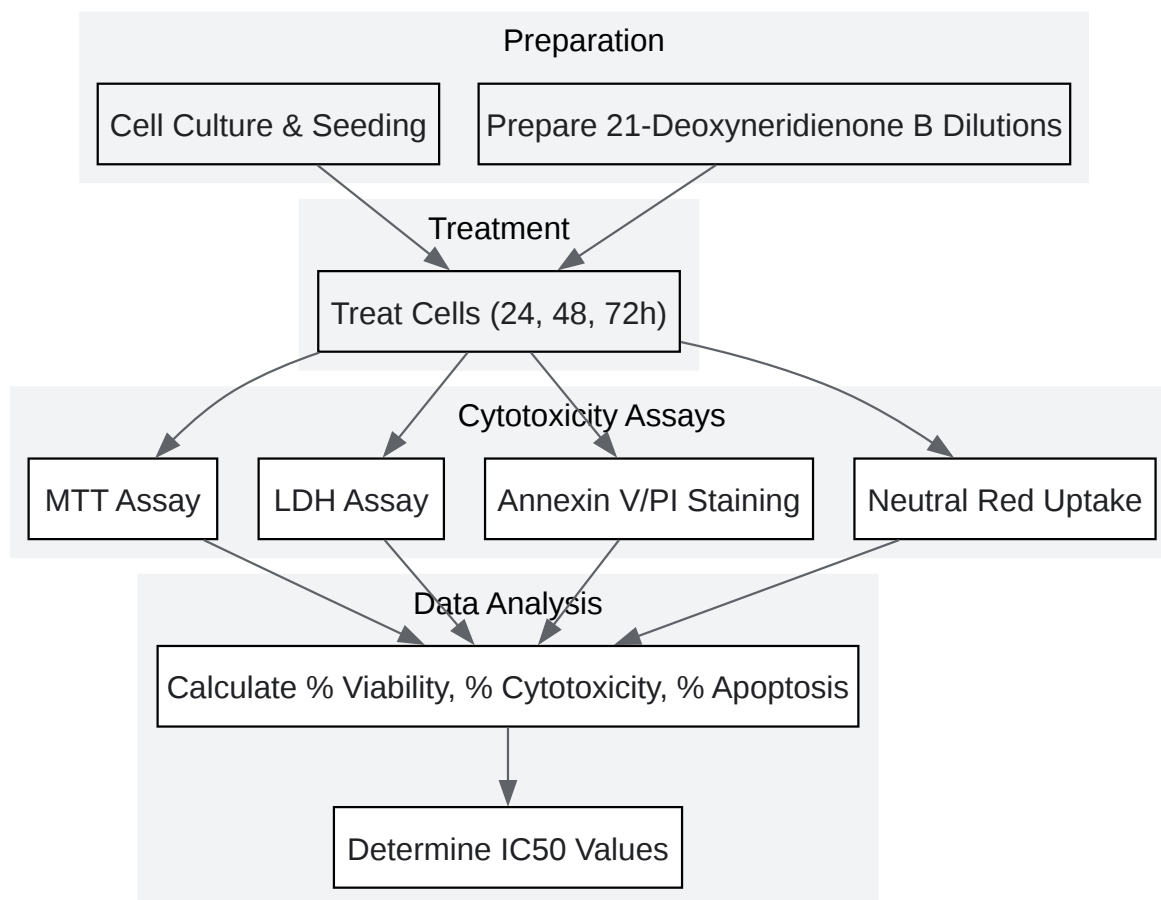 Preparation
Cell Culture & Seeding
Prepare 21-Deoxyneridienone B Dilutions
Treatment
Treat Cells (24, 48, 72h)
Cytotoxicity Assays
MTT Assay
LDH Assay
Annexin V/PI Staining
Neutral Red Uptake
Data Analysis
Calculate % Viability, % Cytotoxicity, % Apoptosis
Determine IC50 Values